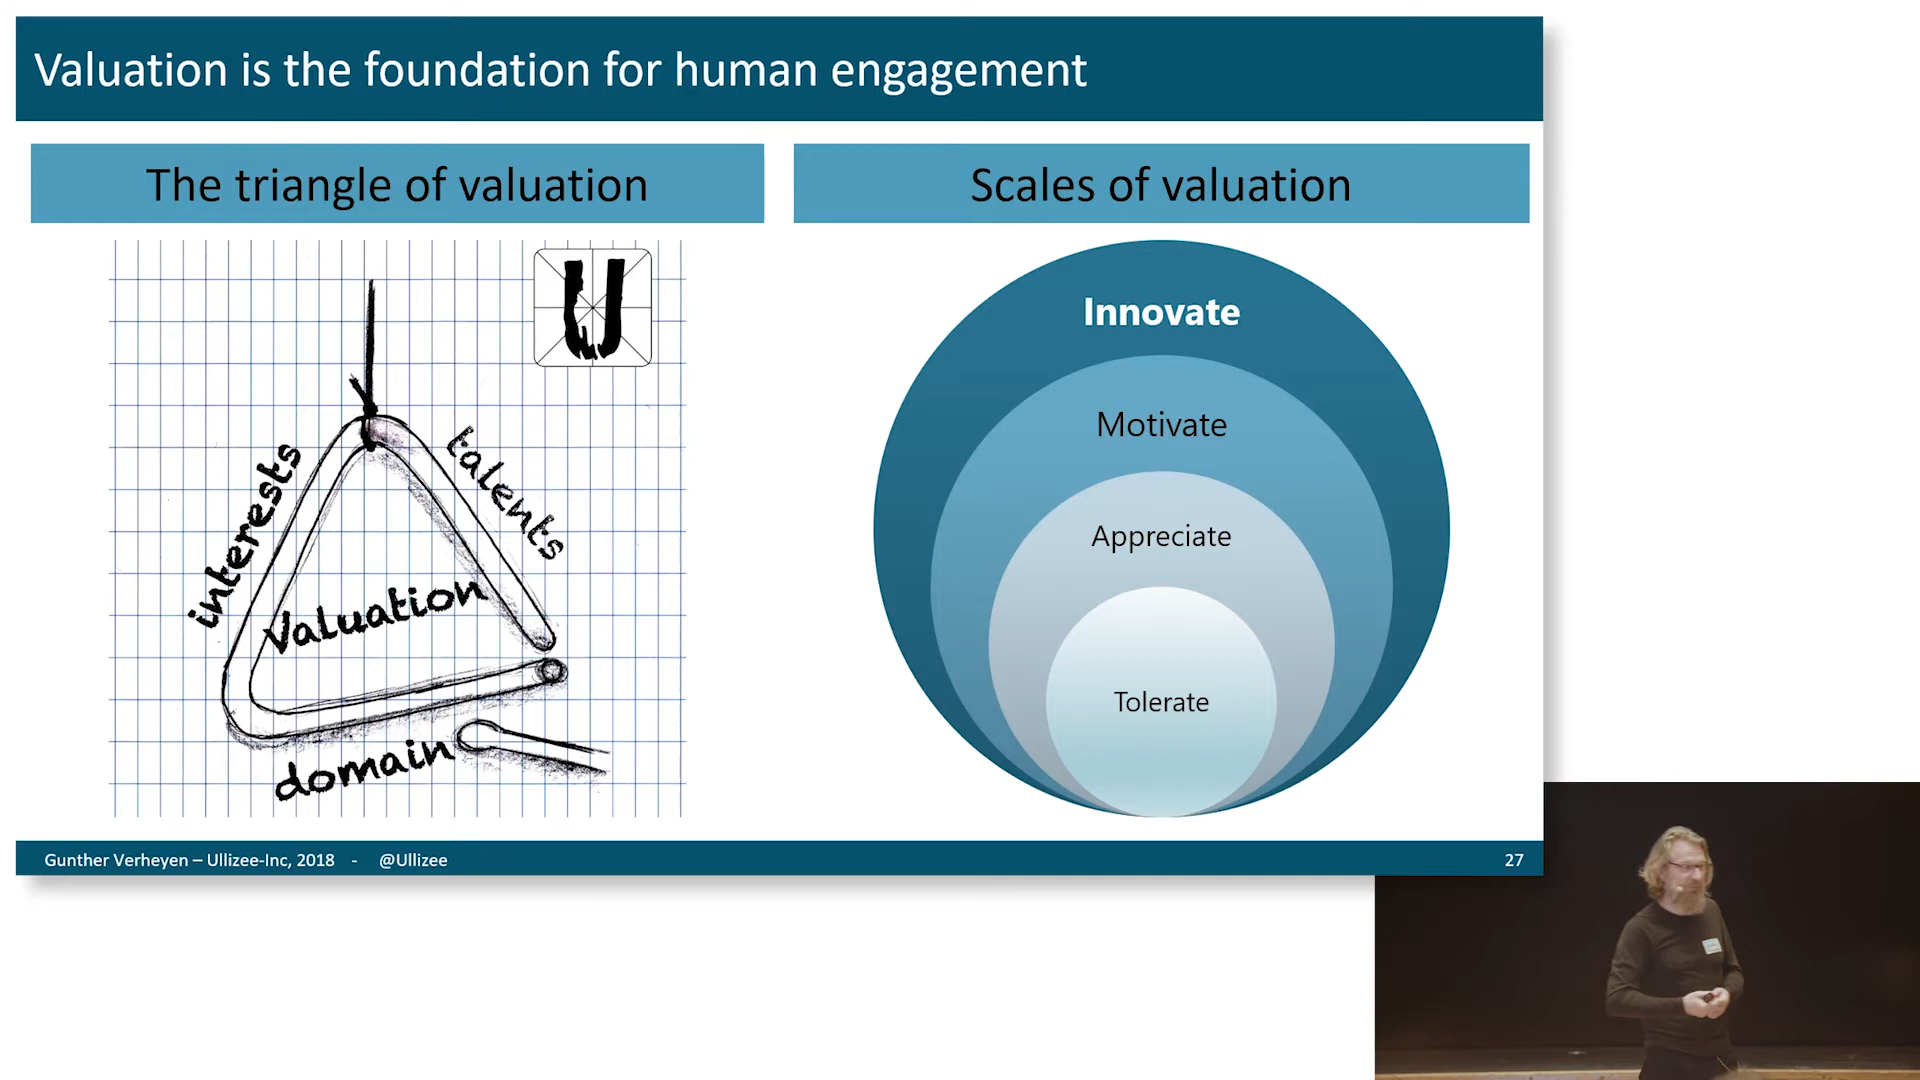 Valuation is the foundation for human engagement
The triangle of valuation
interests
talents
Valuation
domain
U
Scales of valuation
Innovate
Motivate
Appreciate
Tolerate
Gunther Verheyen – Ullizee-Inc, 2018 - @Ullizee
27